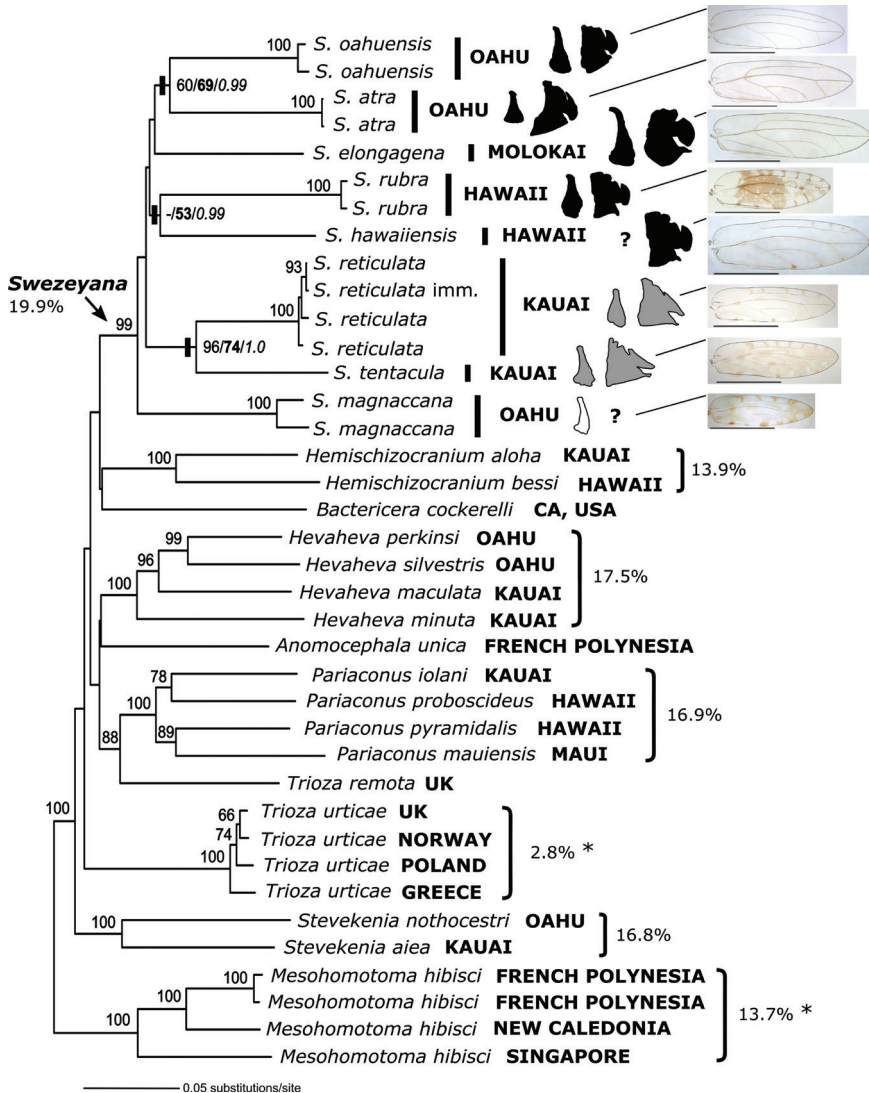 100 S. oahuensis
S. oahuensis
OAHU
60/69/0.99
100 S. atra
S. atra
OAHU
S. elongagena MOLOKAI
100 S. rubra
S. rubra
HAWAII
-/53/0.99
S. hawaiiensis HAWAII ?
93 S. reticulata
S. reticulata imm.
100 S. reticulata
S. reticulata
KAUAI
Swezeyana
19.9%
99
96/74/1.0
S. tentacula KAUAI
100 S. magnaccana
S. magnaccana
OAHU ?
100 Hemischizocranium aloha KAUAI
Hemischizocranium bessi HAWAII
13.9%
Bactericera cockerelli CA, USA
99 Hevaheva perkinsi OAHU
96 Hevaheva silvestris OAHU
100 Hevaheva maculata KAUAI
Hevaheva minuta KAUAI
17.5%
Anomocephala unica FRENCH POLYNESIA
78 Pariaconus iolani KAUAI
100 Pariaconus proboscideus HAWAII
89 Pariaconus pyramidalis HAWAII
88 Pariaconus mauiensis MAUI
16.9%
Trioza remota UK
66 Trioza urticae UK
74 Trioza urticae NORWAY
100 Trioza urticae POLAND
Trioza urticae GREECE
2.8% *
100
100 Stevekenia nothocestri OAHU
Stevekenia aiea KAUAI
16.8%
100 Mesohomotoma hibisci FRENCH POLYNESIA
100 Mesohomotoma hibisci FRENCH POLYNESIA
100 Mesohomotoma hibisci NEW CALEDONIA
Mesohomotoma hibisci SINGAPORE
13.7% *
0.05 substitutions/site